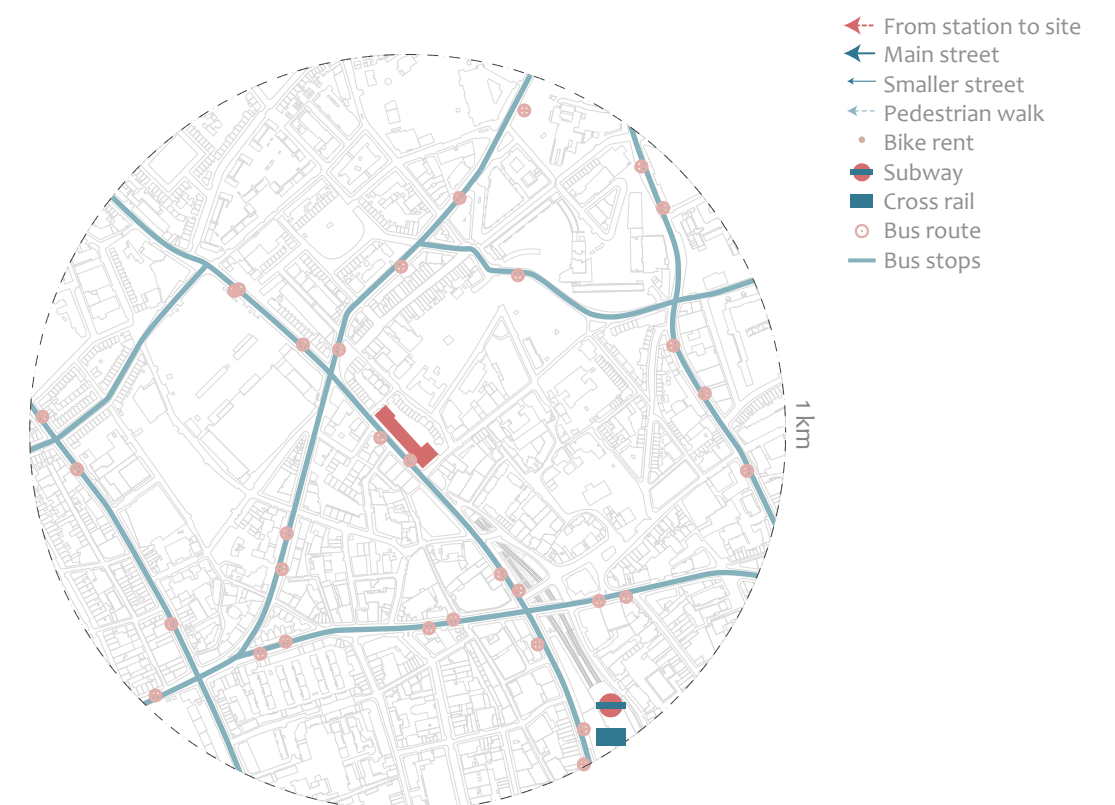 From station to site
Main street
Smaller street
Pedestrian walk
Bike rent
Subway
Cross rail
Bus route
Bus stops
1 km